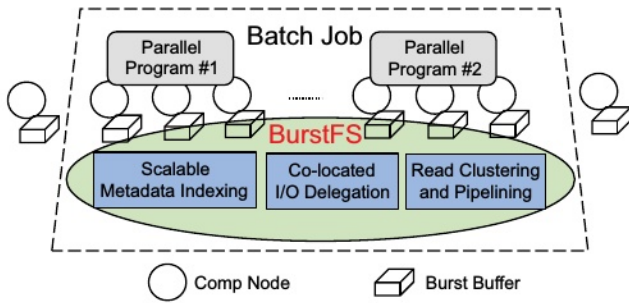 Batch Job
Parallel
Program #1
Parallel
Program #2
BurstFS
Scalable
Metadata Indexing
Co-located
I/O Delegation
Read Clustering
and Pipelining
Comp Node
Burst Buffer